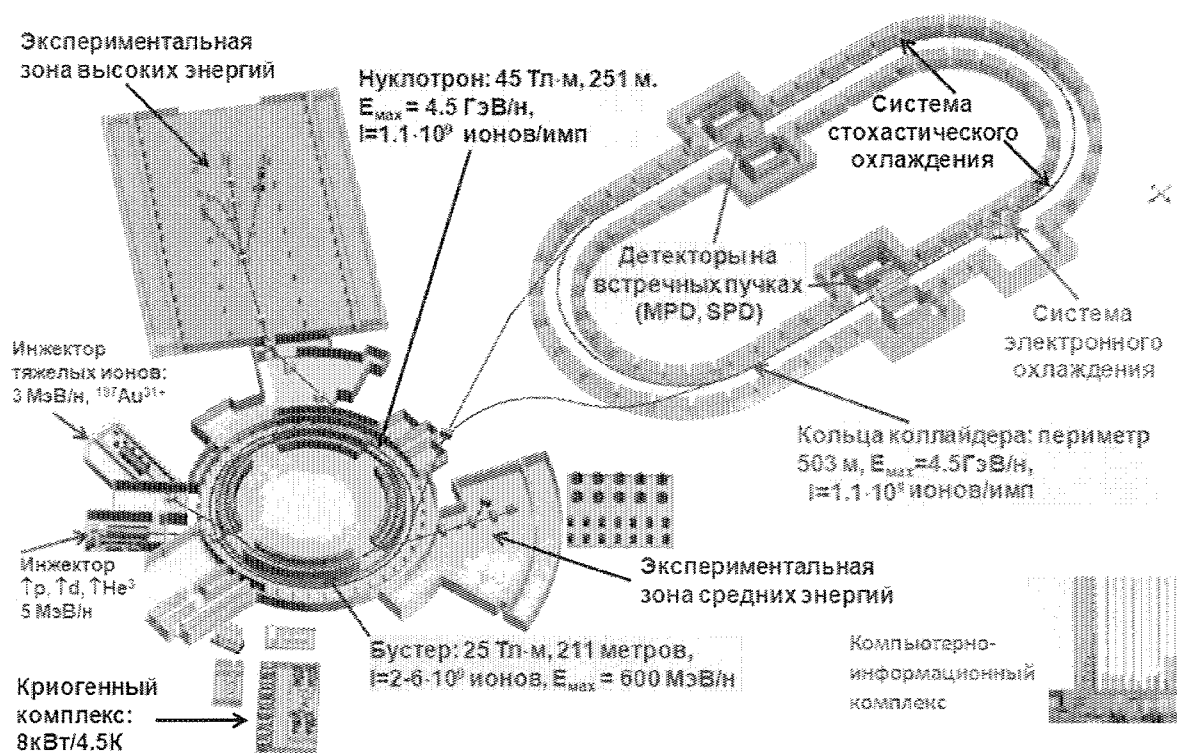 Экспериментальная
зона высоких энергий
Нуклотрон: 45 Тл·м, 251 м.
Eмах = 4.5 ГэВ/н,
I=1.1·10⁹ ионов/имп
Система
стохастического
охлаждения
Детекторы на
встречных пучках
(MPD, SPD)
Система
электронного
охлаждения
Инжектор
тяжелых ионов:
3 МэВ/н, ¹⁹⁷Au³¹⁺
Кольца коллайдера: периметр
503 м, Eмах=4.5ГэВ/н,
I=1.1·10⁹ ионов/имп
Инжектор
↑p, ↑d, ↑He³
5 МэВ/н
Экспериментальная
зона средних энергий
Бустер: 25 Тл·м, 211 метров,
I=2-6·10⁹ ионов, Eмах = 600 МэВ/н
Компьютерно-
информационный
комплекс
Криогенный
комплекс:
8кВт/4.5К